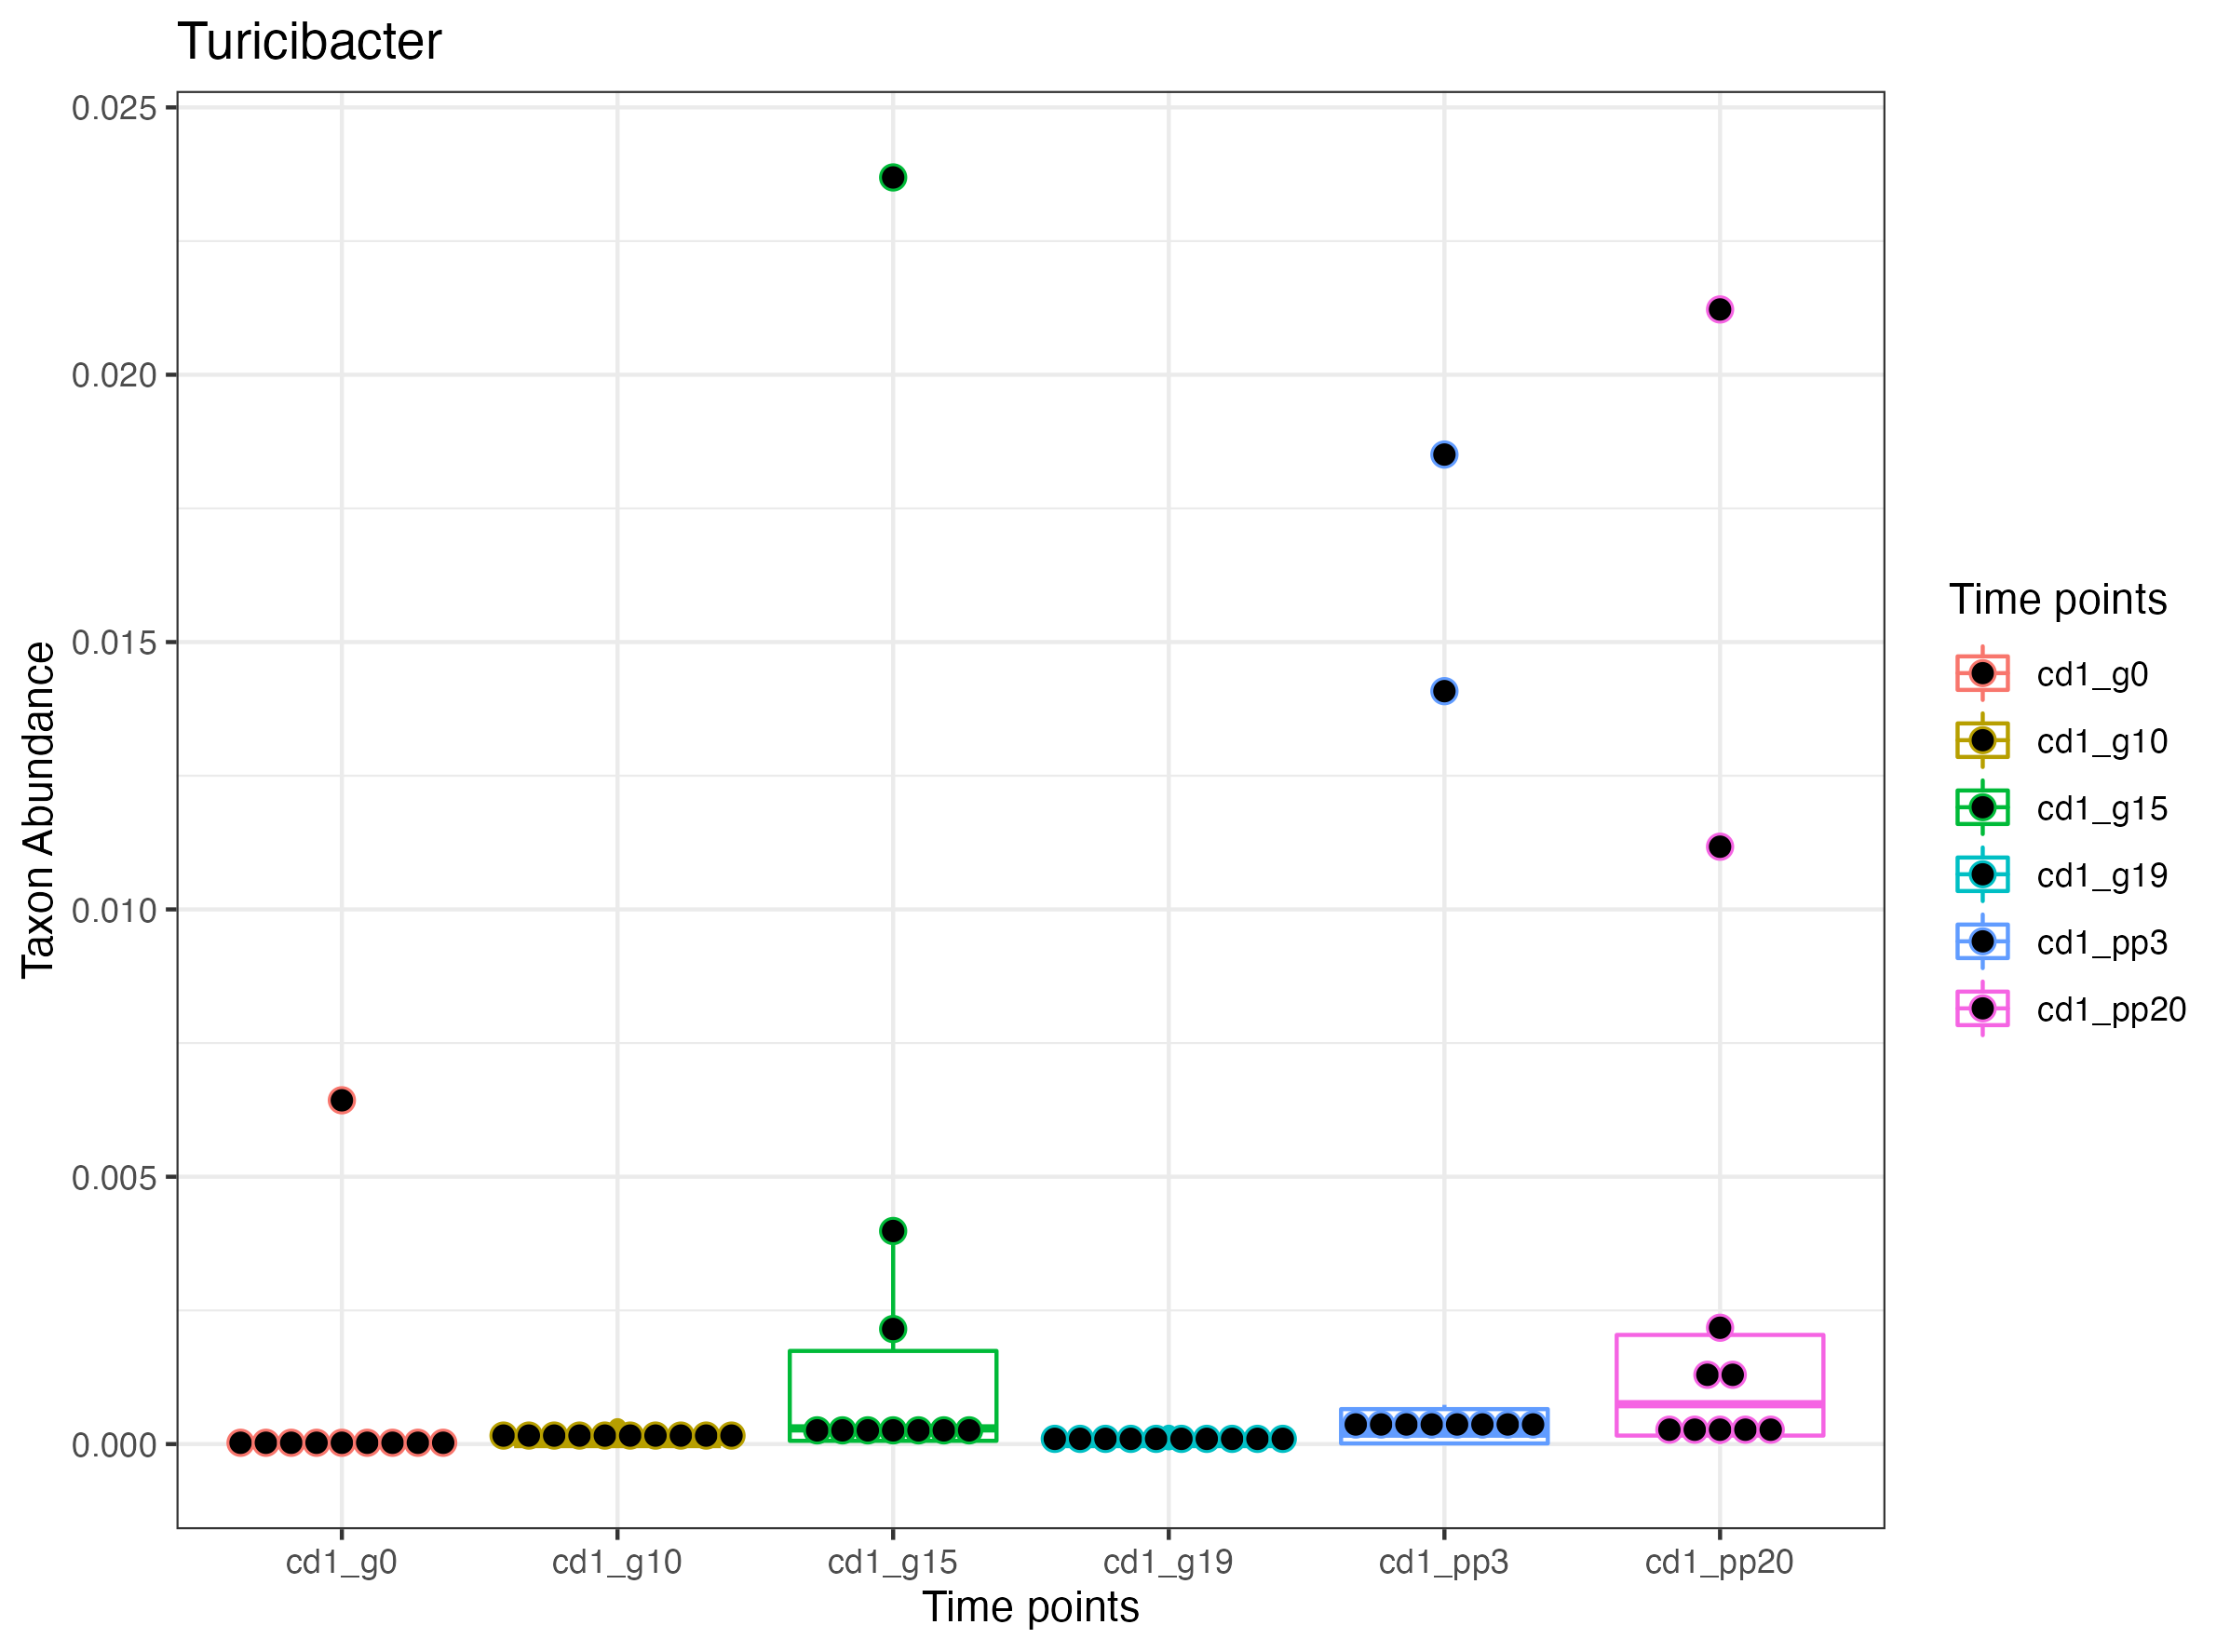 Turicibacter
0.025
0.020
0.015
0.010
0.005
0.000
Taxon Abundance
cd1_g0
cd1_g10
cd1_g15
cd1_g19
cd1_pp3
cd1_pp20
Time points
Time points
cd1_g0
cd1_g10
cd1_g15
cd1_g19
cd1_pp3
cd1_pp20